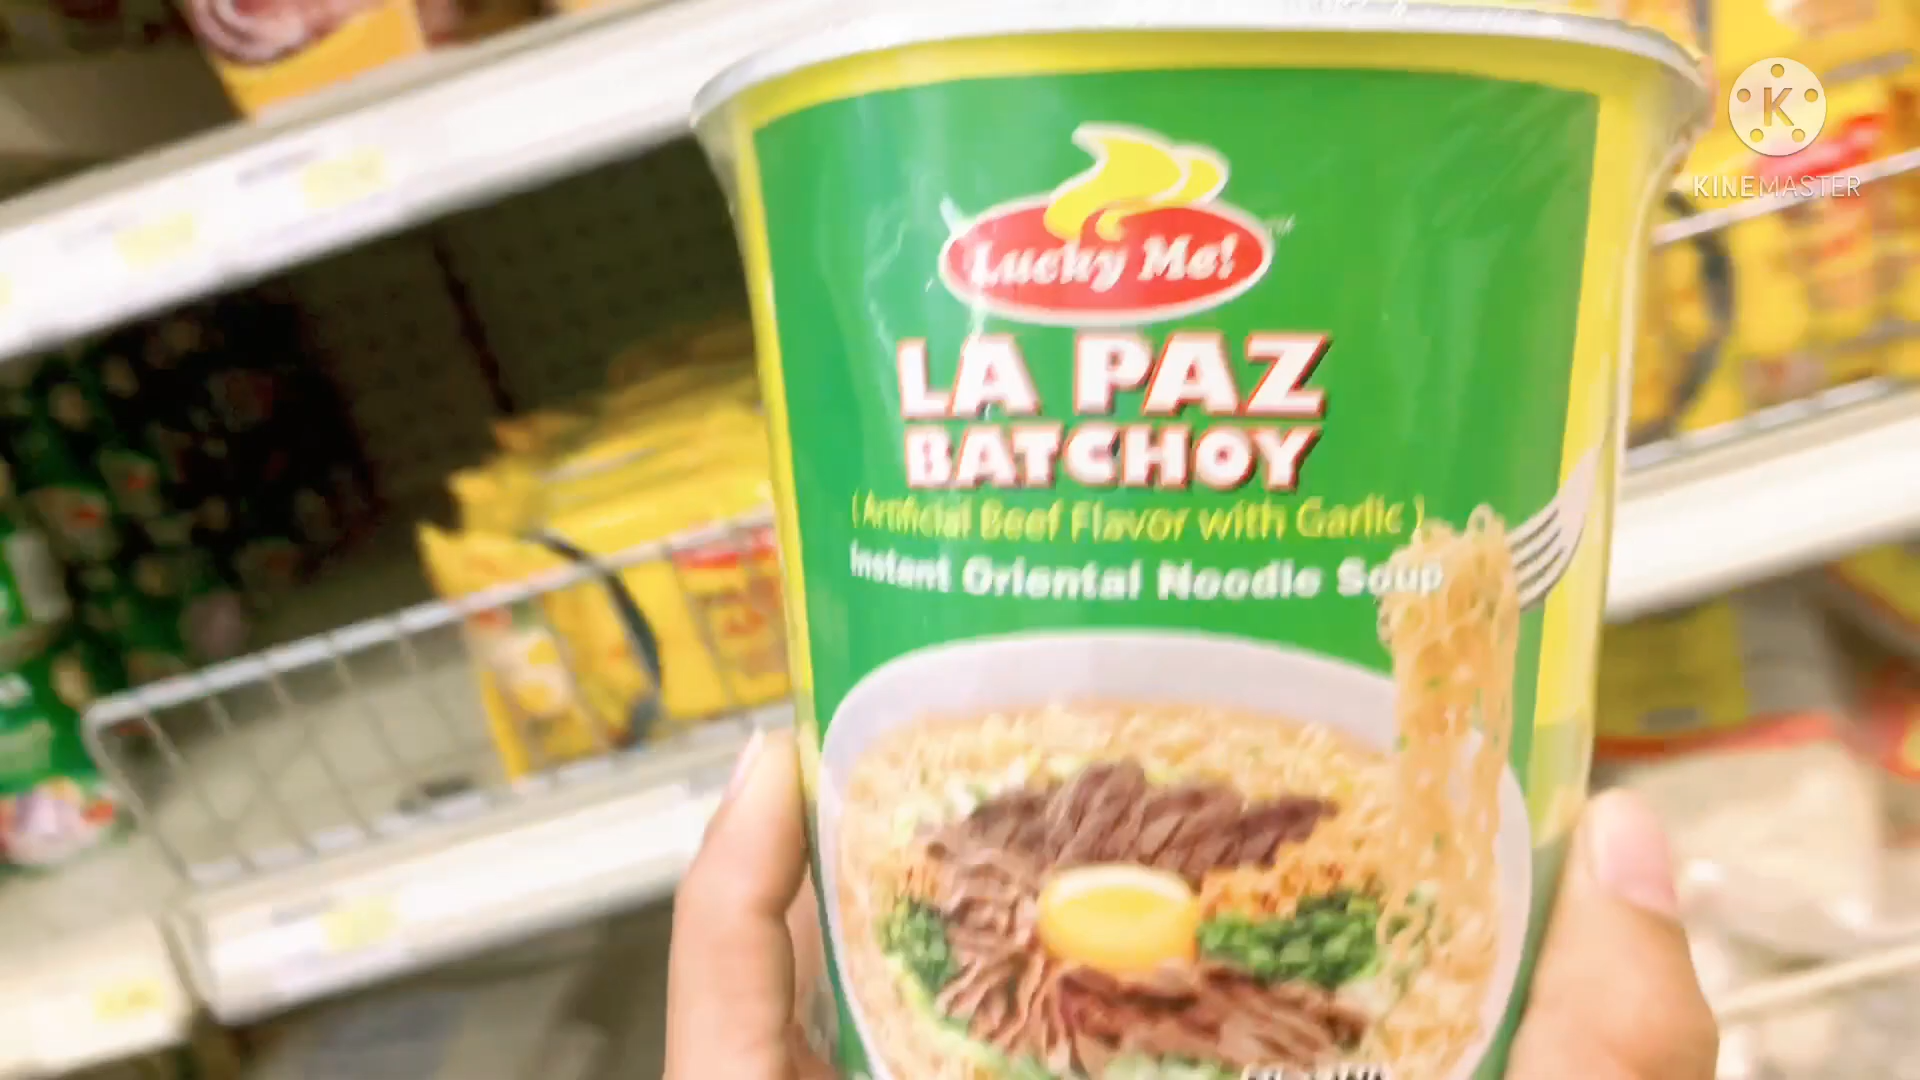 Lucky Me!
LA PAZ
BATCHOY
(Artificial Beef Flavor with Garlic)
Instant Oriental Noodle Soup
K
KINEMASTER